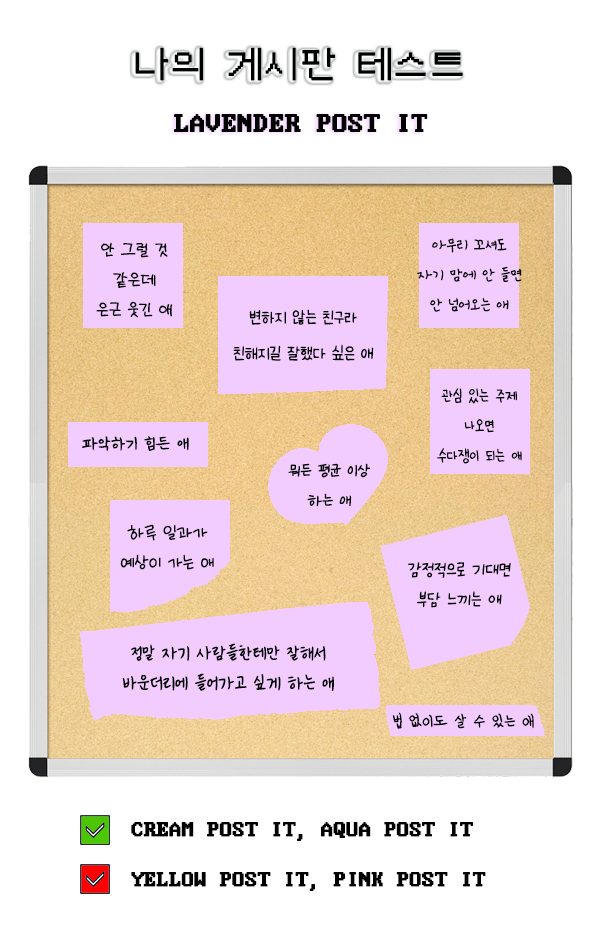 나의 게시판 테스트
LAVENDER POST IT
안 그럴 것
같은데
은근 웃긴 애
아무리 꼬셔도
자기 맘에 안 들면
안 넘어오는 애
변하지 않는 친구라
친해지길 잘했다 싶은 애
관심 있는 주제
나오면
수다쟁이 되는 애
파악하기 힘든 애
뭐든 평균 이상
하는 애
하루 일과가
예상이 가는 애
감정적으로 기대면
부담 느끼는 애
정말 자기 사람들한테만 잘해서
바운더리에 들어가고 싶게 하는 애
법 없이도 살 수 있는 애
CREAM POST IT, AQUA POST IT
YELLOW POST IT, PINK POST IT